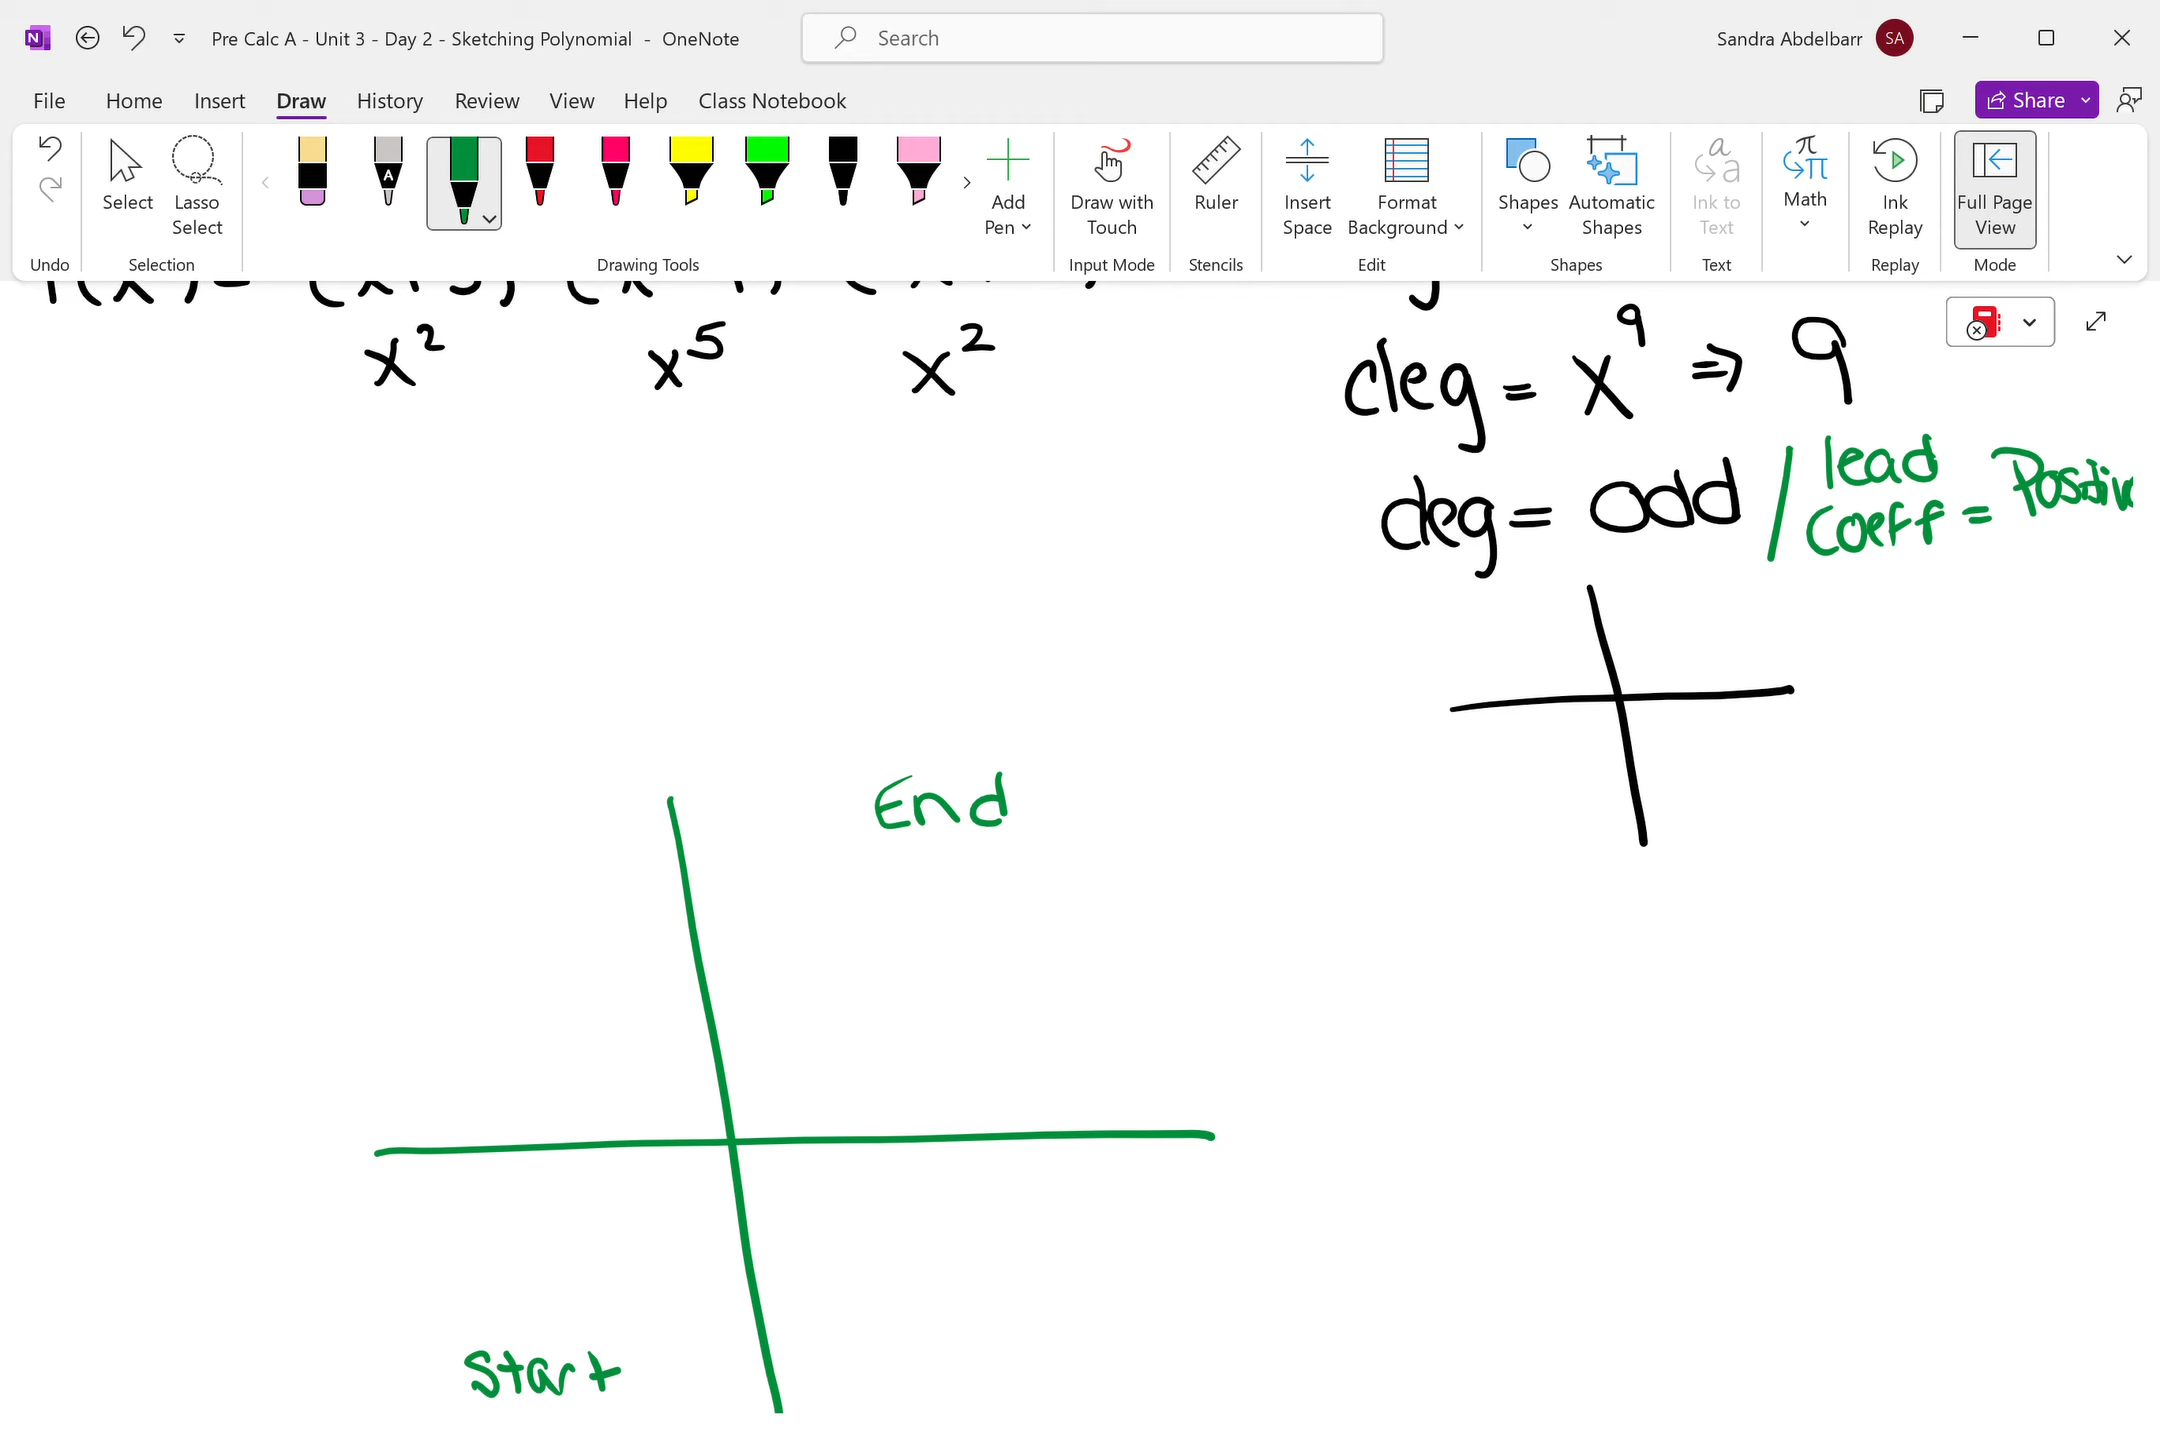 Pre Calc A - Unit 3 - Day 2 - Sketching Polynomial - OneNote
Search
Sandra Abdelbarr SA
File Home Insert Draw History Review View Help Class Notebook Share
Select
Lasso Select
A
Add Pen
Draw with Touch
Ruler
Insert Space
Format Background
Shapes
Automatic Shapes
Ink to Text
Math
Ink Replay
Full Page View
Undo Selection Drawing Tools Input Mode Stencils Edit Shapes Text Replay Mode
x² x⁵ x²
deg = x⁹ ⇒ 9
deg = odd / lead coeff = Positiv
End
Start